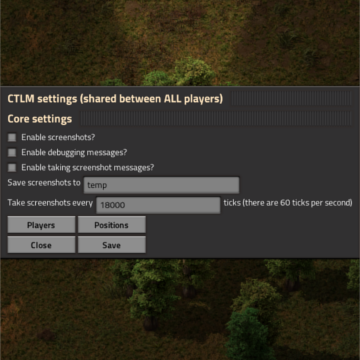 CTLM settings (shared between ALL players)
Core settings
Enable screenshots?
Enable debugging messages?
Enable taking screenshot messages?
Save screenshots to temp
Take screenshots every 18000 ticks (there are 60 ticks per second)
Players Positions
Close Save